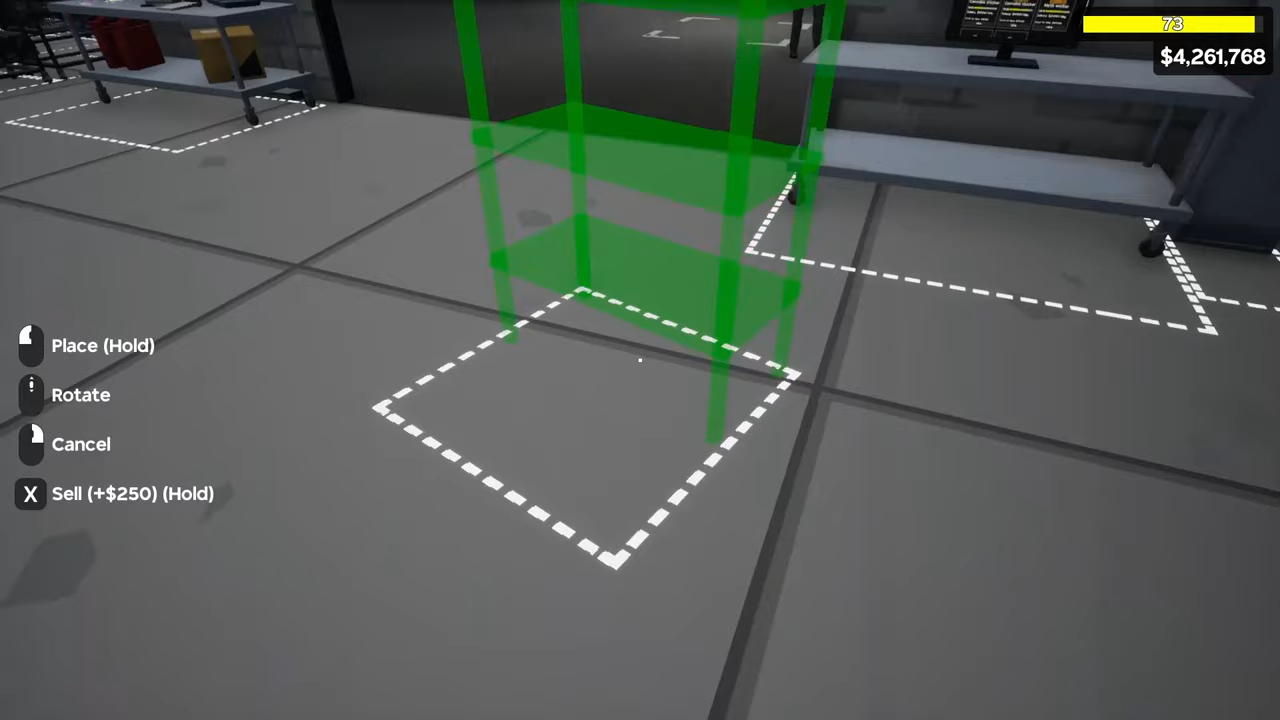 73
$4,261,768
Place (Hold)
Rotate
Cancel
X Sell (+$250) (Hold)